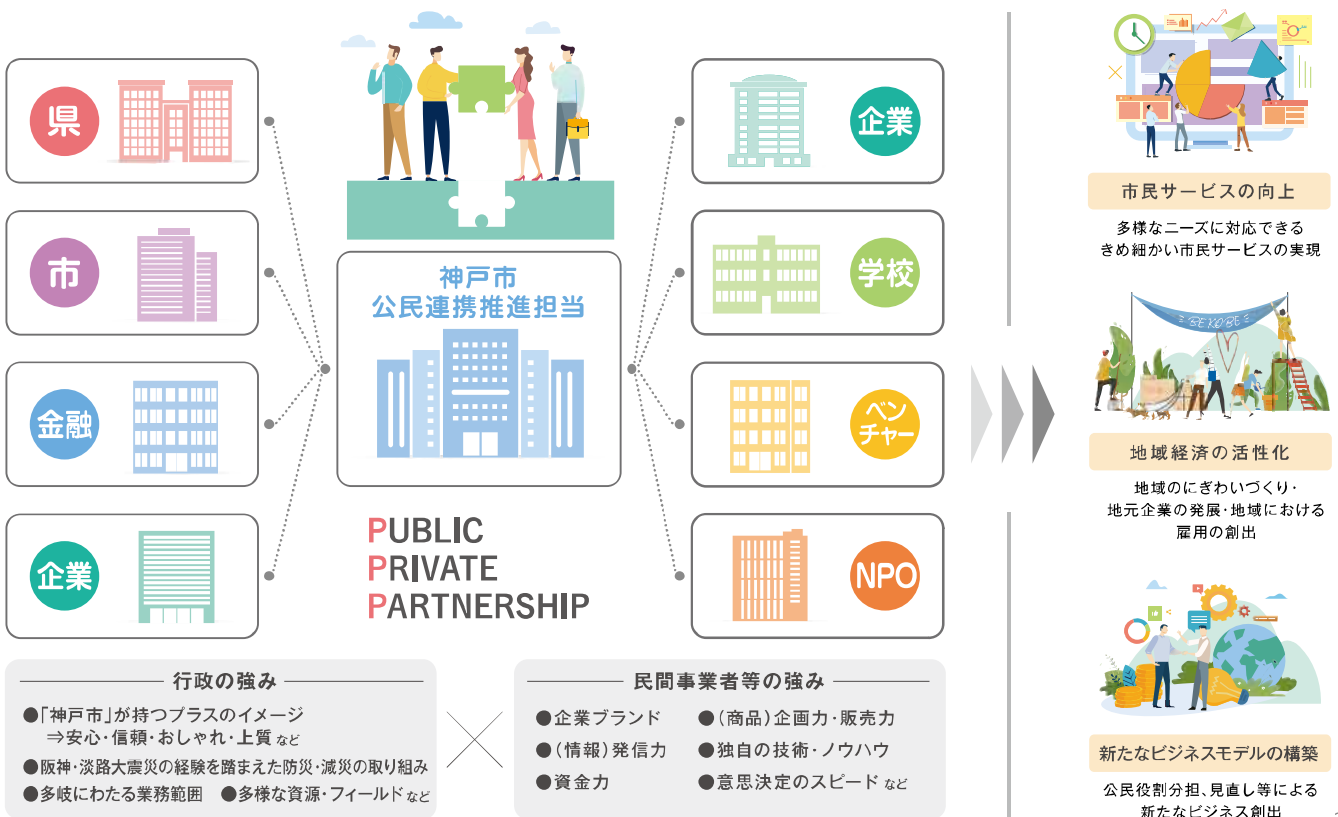 県
市
金融
企業
神戸市
公民連携推進担当
PUBLIC
PRIVATE
PARTNERSHIP
企業
学校
ベン
チャー
NPO
行政の強み
●「神戸市」が持つプラスのイメージ
⇒安心・信頼・おしゃれ・上質 など
●阪神・淡路大震災の経験を踏まえた防災・減災の取り組み
●多岐にわたる業務範囲 ●多様な資源・フィールド など
民間事業者等の強み
●企業ブランド ●(商品)企画力・販売力
●(情報)発信力 ●独自の技術・ノウハウ
●資金力 ●意思決定のスピード など
市民サービスの向上
多様なニーズに対応できる
きめ細かい市民サービスの実現
BE KOBE
地域経済の活性化
地域のにぎわいづくり・
地元企業の発展・地域における
雇用の創出
新たなビジネスモデルの構築
公民役割分担、見直し等による
新たなビジネス創出